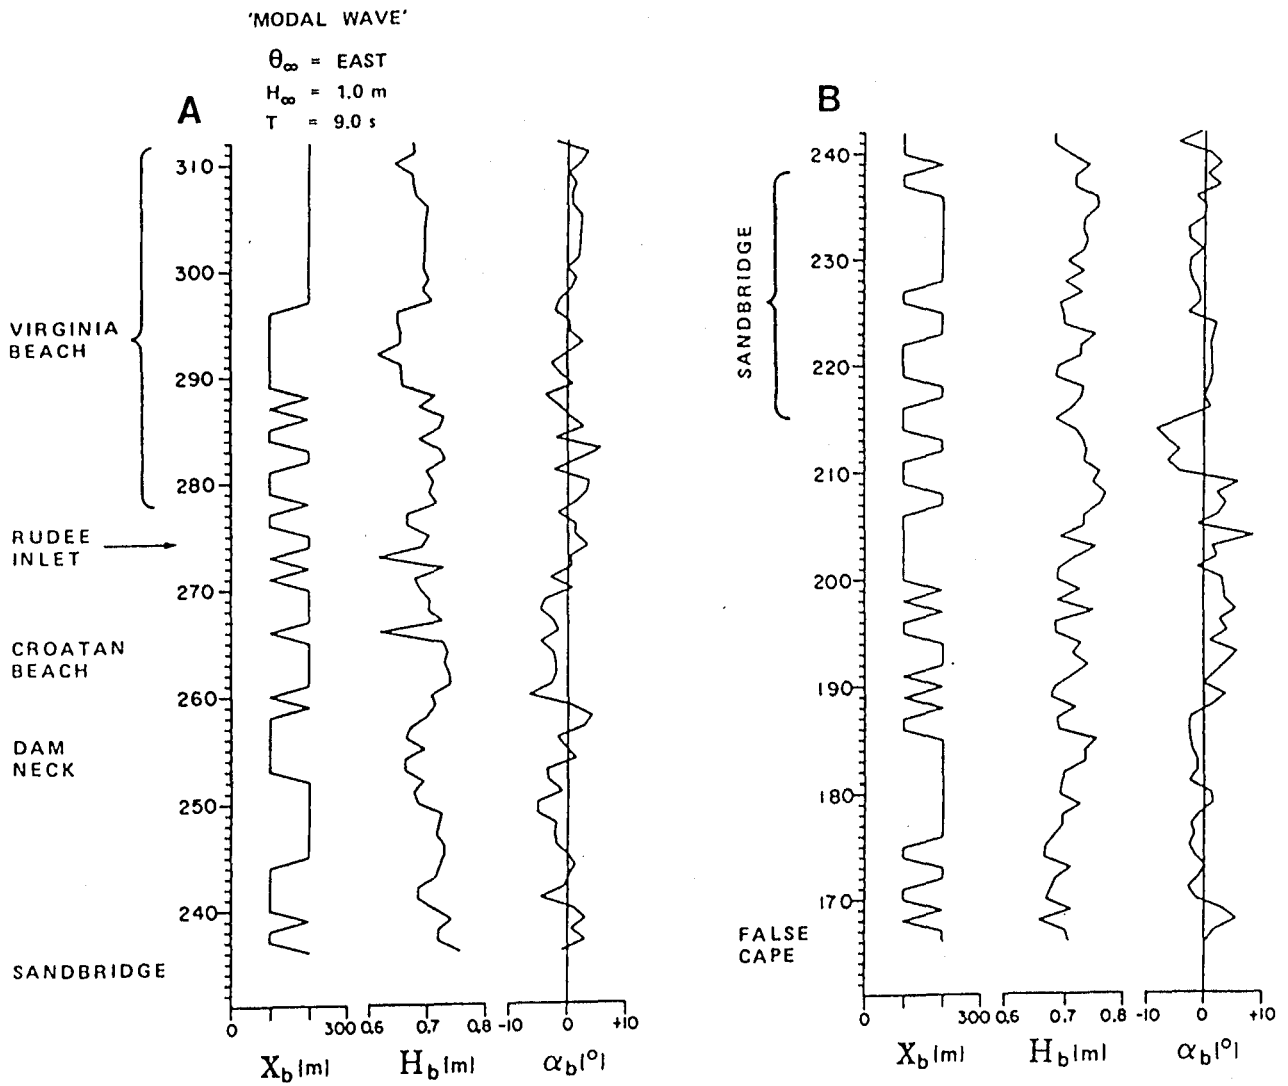 'MODAL WAVE'
θ∞ = EAST
H∞ = 1.0 m
T = 9.0 s
A
310
300
290
280
270
260
250
240
VIRGINIA
BEACH
RUDEE
INLET
CROATAN
BEACH
DAM
NECK
SANDBRIDGE
0 300 0.6 0.7 0.8 -10 0 +10
Xb (m) Hb (m) αb (°)
B
240
230
220
210
200
190
180
170
SANDBRIDGE
FALSE
CAPE
0 300 0.6 0.7 0.8 -10 0 +10
Xb (m) Hb (m) αb (°)